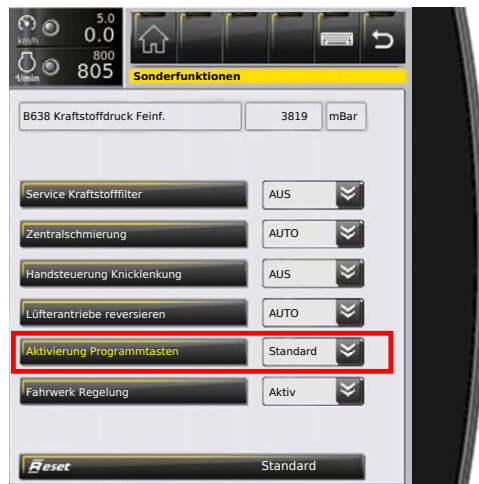 5.0
km/h 0.0
800
1/min 805
Sonderfunktionen
B638 Kraftstoffdruck Feinf. 3819 mBar
Service Kraftstofffilter AUS
Zentralschmierung AUTO
Handsteuerung Knicklenkung AUS
Lüfterantriebe reversieren AUTO
Aktivierung Programmtasten Standard
Fahrwerk Regelung Aktiv
Reset Standard